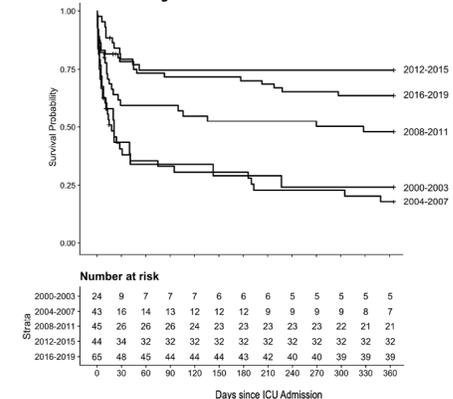 1.00
0.75
0.50
0.25
0.00
Survival Probability
2012-2015
2016-2019
2008-2011
2000-2003
2004-2007
Number at risk
Strata
2000-2003 24 9 7 7 7 6 6 6 5 5 5 5 5
2004-2007 43 16 14 13 12 12 12 9 9 9 9 8 7
2008-2011 45 26 26 26 24 23 23 23 23 23 22 21 21
2012-2015 44 34 32 32 32 32 32 32 32 32 32 32 32
2016-2019 65 48 45 44 44 44 43 42 40 40 39 39 39
0 30 60 90 120 150 180 210 240 270 300 330 360
Days since ICU Admission